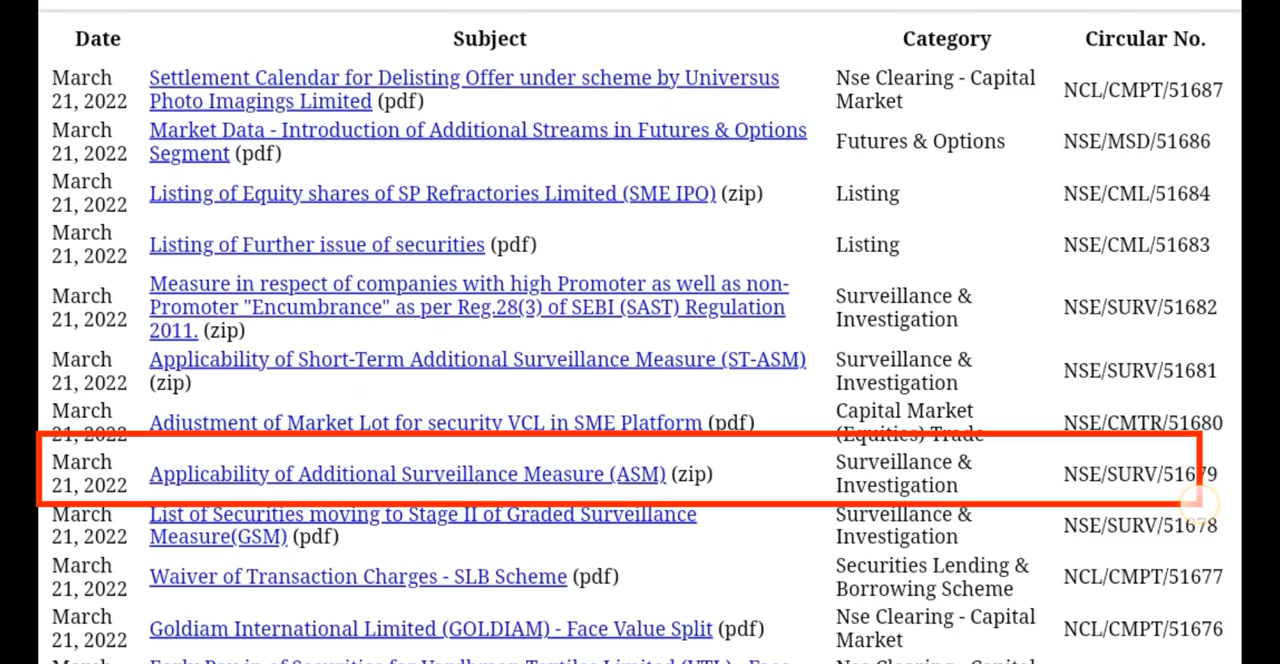 Date Subject Category Circular No.
March 21, 2022 Settlement Calendar for Delisting Offer under scheme by Universus Photo Imagings Limited (pdf) Nse Clearing - Capital Market NCL/CMPT/51687
March 21, 2022 Market Data - Introduction of Additional Streams in Futures & Options Segment (pdf) Futures & Options NSE/MSD/51686
March 21, 2022 Listing of Equity shares of SP Refractories Limited (SME IPO) (zip) Listing NSE/CML/51684
March 21, 2022 Listing of Further issue of securities (pdf) Listing NSE/CML/51683
March 21, 2022 Measure in respect of companies with high Promoter as well as non-Promoter "Encumbrance" as per Reg.28(3) of SEBI (SAST) Regulation 2011. (zip) Surveillance & Investigation NSE/SURV/51682
March 21, 2022 Applicability of Short-Term Additional Surveillance Measure (ST-ASM) (zip) Surveillance & Investigation NSE/SURV/51681
March 21, 2022 Adjustment of Market Lot for security VCL in SME Platform (pdf) Capital Market (Equities) Trade NSE/CMTR/51680
March 21, 2022 Applicability of Additional Surveillance Measure (ASM) (zip) Surveillance & Investigation NSE/SURV/51679
March 21, 2022 List of Securities moving to Stage II of Graded Surveillance Measure(GSM) (pdf) Surveillance & Investigation NSE/SURV/51678
March 21, 2022 Waiver of Transaction Charges - SLB Scheme (pdf) Securities Lending & Borrowing Scheme NCL/CMPT/51677
March 21, 2022 Goldiam International Limited (GOLDIAM) - Face Value Split (pdf) Nse Clearing - Capital Market NCL/CMPT/51676